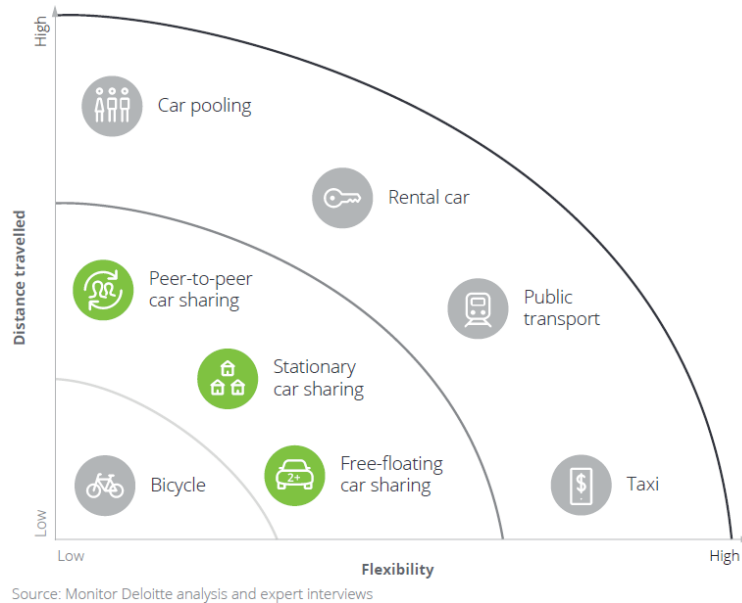 High
Car pooling
Rental car
Distance travelled
Peer-to-peer
car sharing
Public
transport
Stationary
car sharing
Bicycle
2+
Free-floating
car sharing
$
Taxi
Low
Low
Flexibility
High
Source: Monitor Deloitte analysis and expert interviews